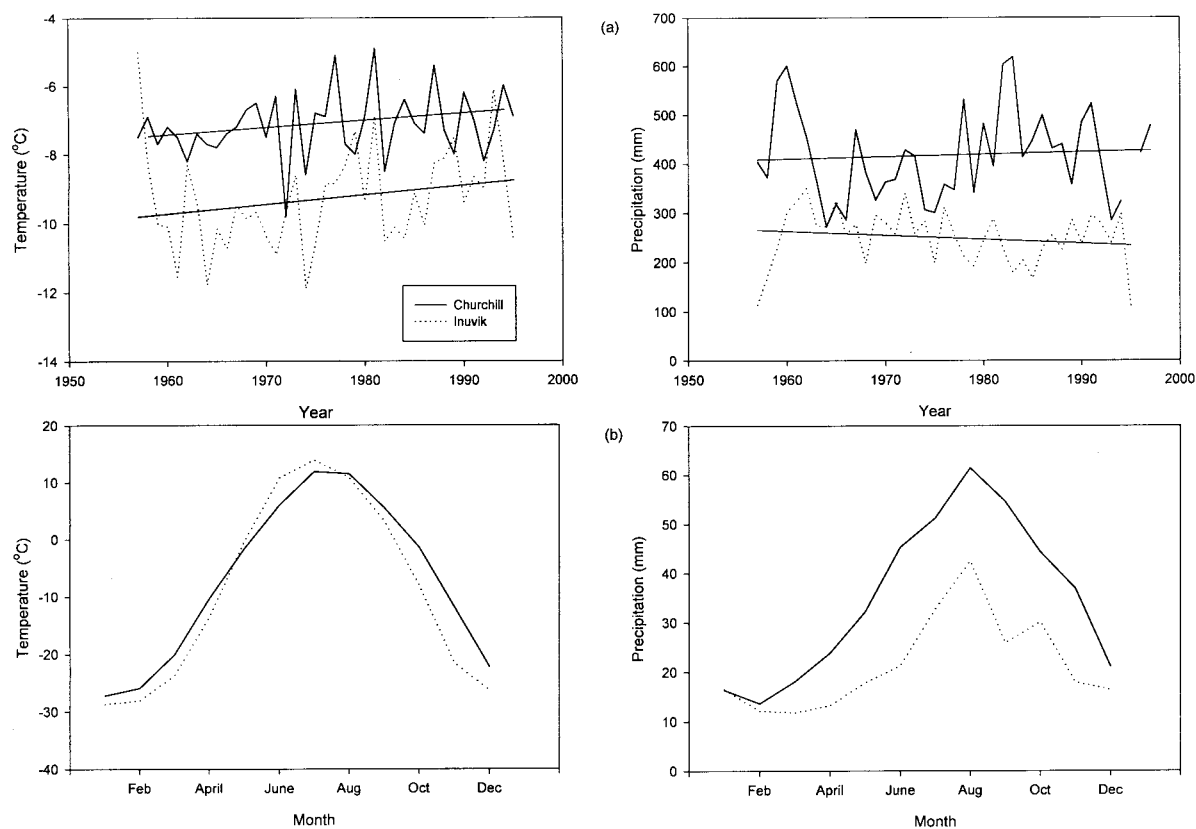 (a)
Temperature (°C)
-4
-6
-8
-10
-12
-14
Churchill
Inuvik
1950
1960
1970
1980
1990
2000
Year
Precipitation (mm)
700
600
500
400
300
200
100
0
1950
1960
1970
1980
1990
2000
Year
(b)
Temperature (°C)
20
10
0
-10
-20
-30
-40
Feb
April
June
Aug
Oct
Dec
Month
Precipitation (mm)
70
60
50
40
30
20
10
0
Feb
April
June
Aug
Oct
Dec
Month